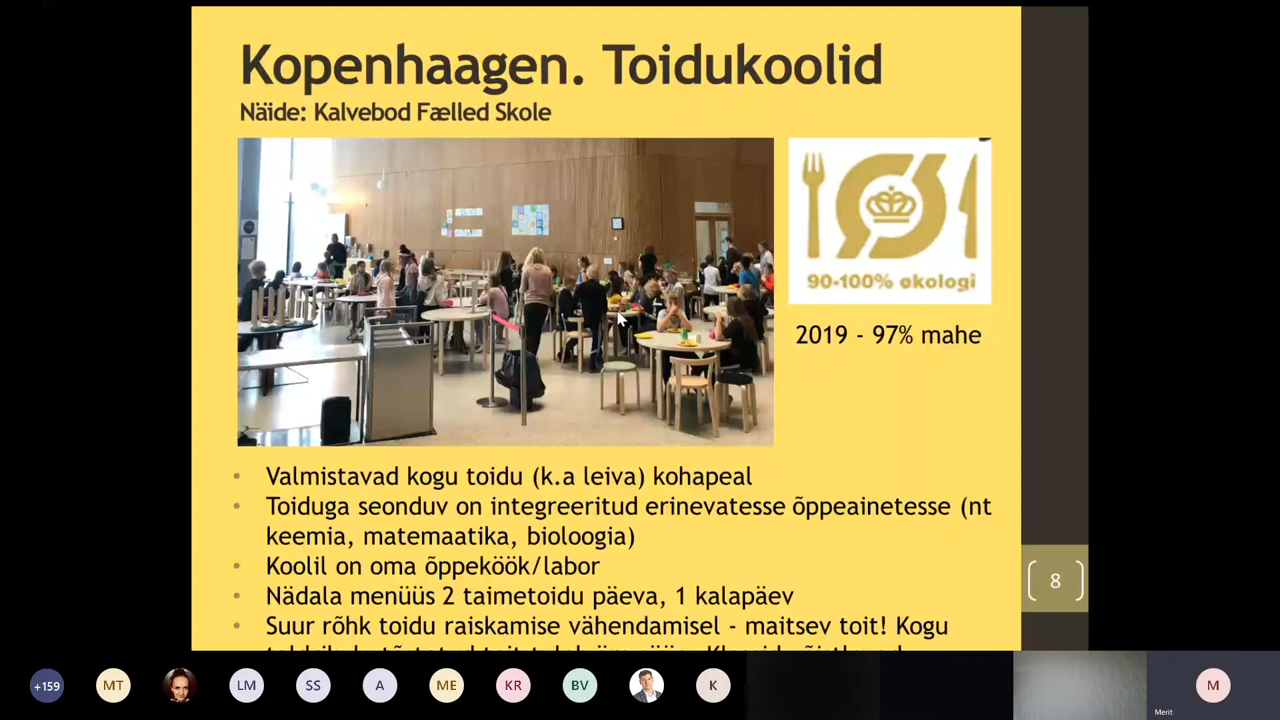 Kopenhaagen. Toidukoolid
Näide: Kalvebod Fælled Skole
90-100% økologi
2019 - 97% mahe
• Valmistavad kogu toidu (k.a leiva) kohapeal
• Toiduga seonduv on integreeritud erinevatesse õppeainetesse (nt
keemia, matemaatika, bioloogia)
• Koolil on oma õppeköök/labor
• Nädala menüüs 2 taimetoidu päeva, 1 kalapäev
• Suur rõhk toidu raiskamise vähendamisel - maitsev toit! Kogu
8
+159
MT
LM
SS
A
ME
KR
BV
K
M
Merit